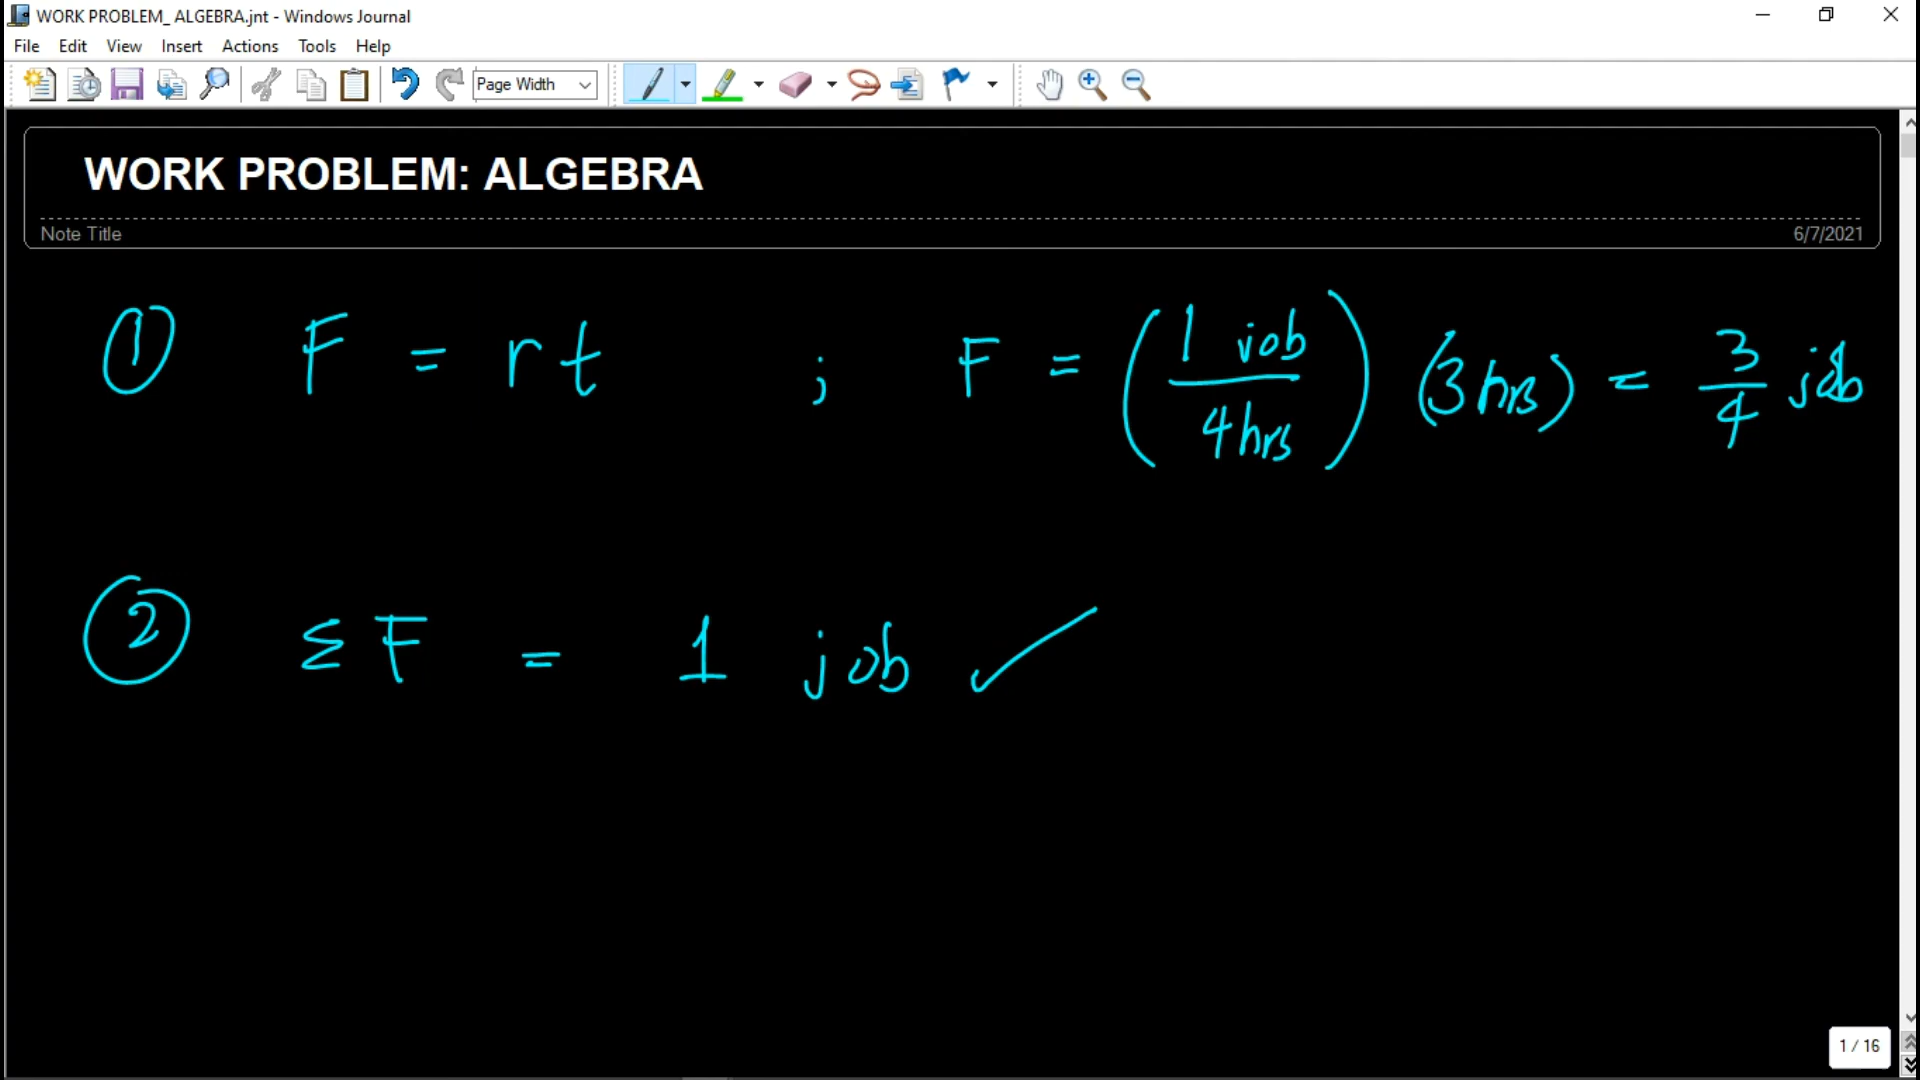 WORK PROBLEM_ ALGEBRA.jnt - Windows Journal
File Edit View Insert Actions Tools Help
Page Width
WORK PROBLEM: ALGEBRA
Note Title 6/7/2021
① F = rt ; F = (1 job / 4 hrs) (3 hrs) = 3/4 job
② Σ F = 1 job ✓
1 / 16